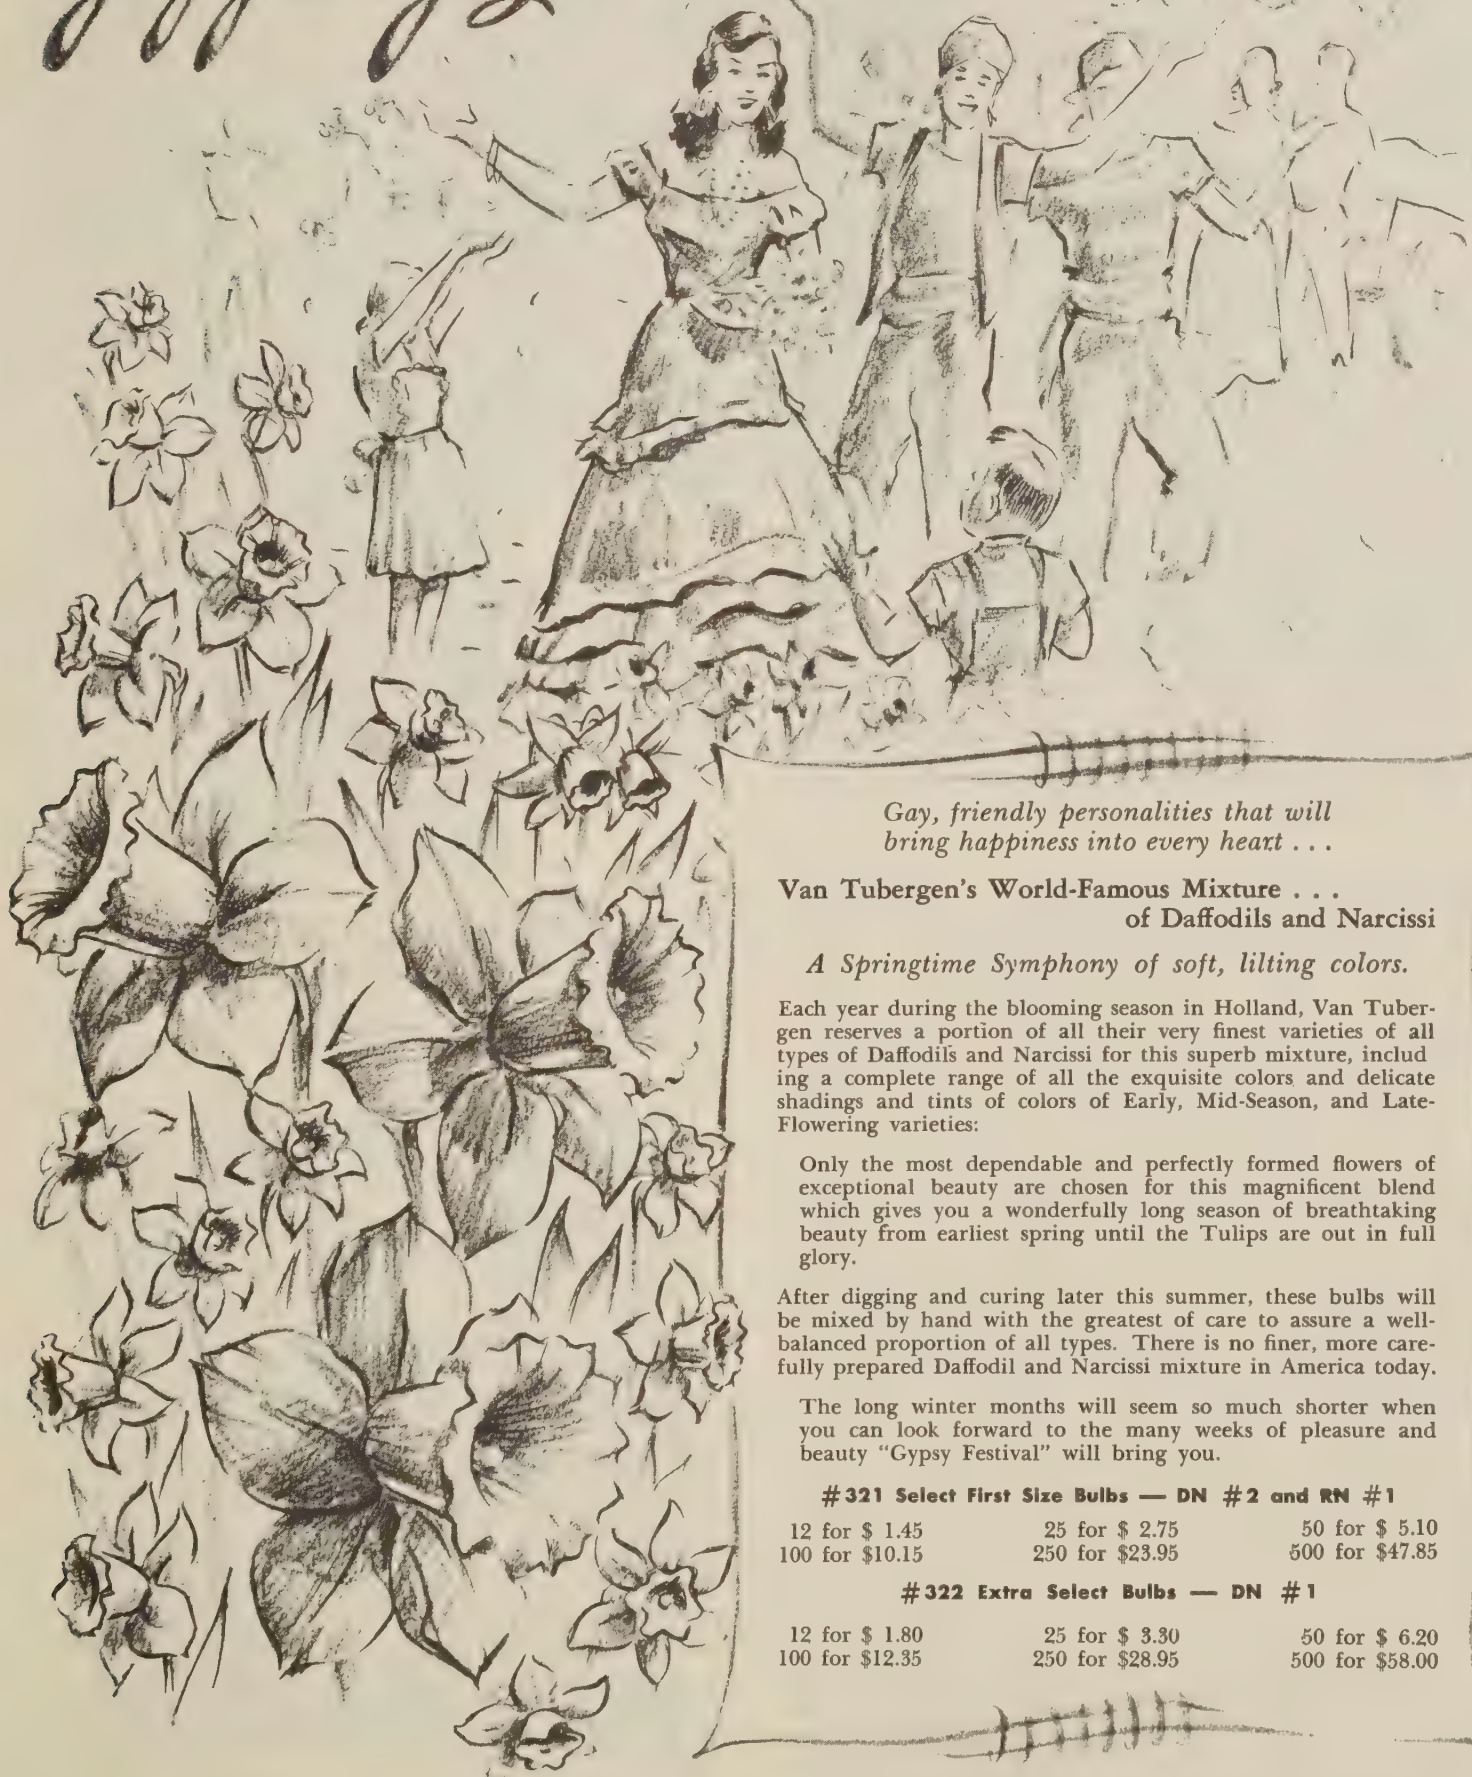 Gay, friendly personalities that will
bring happiness into every heart . . .
Van Tubergen's World-Famous Mixture . . .
of Daffodils and Narcissi
A Springtime Symphony of soft, lilting colors.
Each year during the blooming season in Holland, Van Tuber-
gen reserves a portion of all their very finest varieties of all
types of Daffodils and Narcissi for this superb mixture, includ
ing a complete range of all the exquisite colors and delicate
shadings and tints of colors of Early, Mid-Season, and Late-
Flowering varieties:
Only the most dependable and perfectly formed flowers of
exceptional beauty are chosen for this magnificent blend
which gives you a wonderfully long season of breathtaking
beauty from earliest spring until the Tulips are out in full
glory.
After digging and curing later this summer, these bulbs will
be mixed by hand with the greatest of care to assure a well-
balanced proportion of all types. There is no finer, more care-
fully prepared Daffodil and Narcissi mixture in America today.
The long winter months will seem so much shorter when
you can look forward to the many weeks of pleasure and
beauty "Gypsy Festival" will bring you.
#321 Select First Size Bulbs — DN #2 and RN #1
12 for $ 1.45 25 for $ 2.75 50 for $ 5.10
100 for $10.15 250 for $23.95 500 for $47.85
#322 Extra Select Bulbs — DN #1
12 for $ 1.80 25 for $ 3.30 50 for $ 6.20
100 for $12.35 250 for $28.95 500 for $58.00